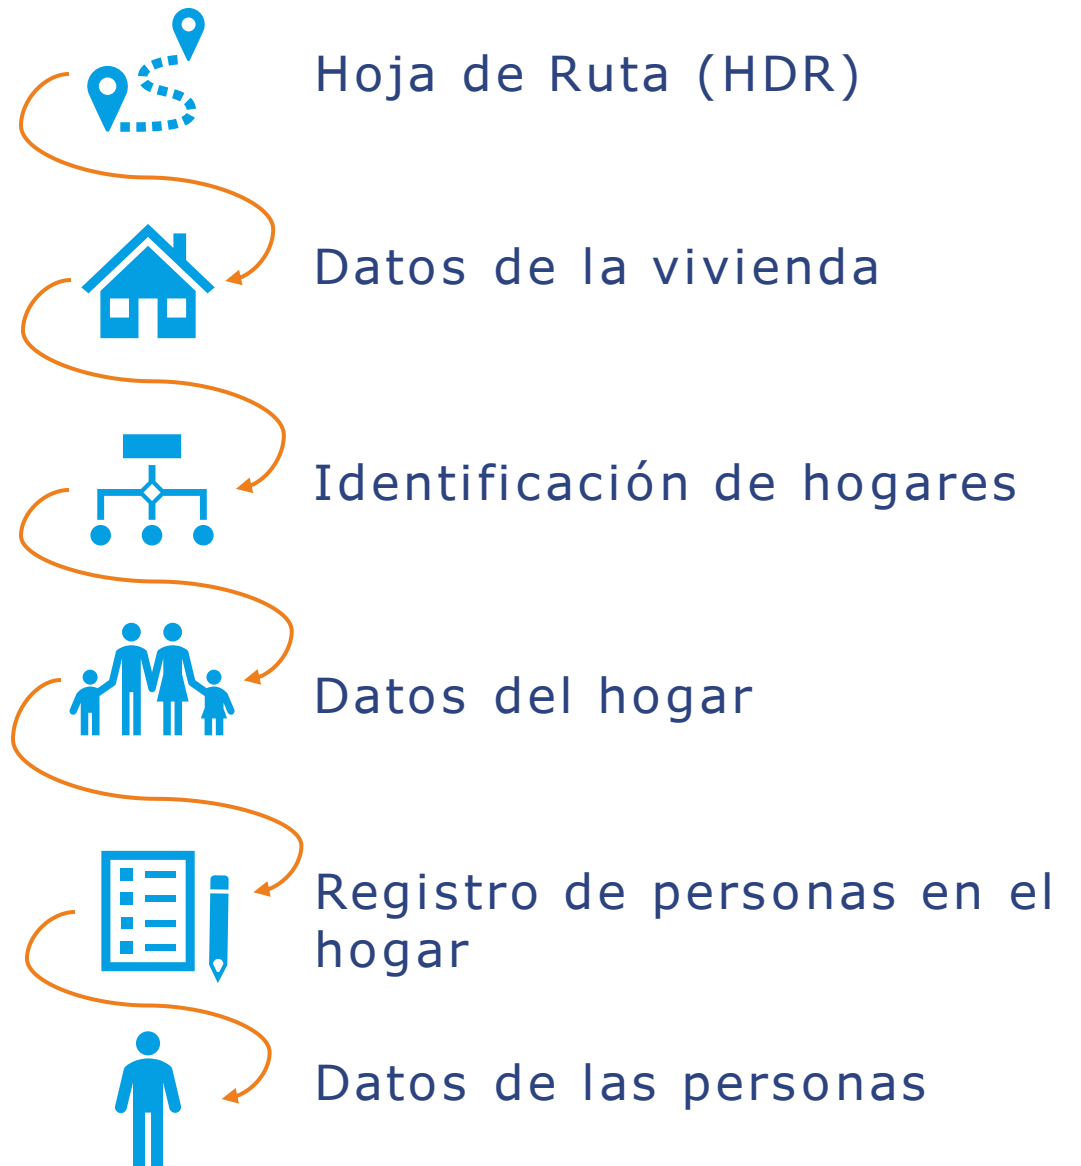 Hoja de Ruta (HDR)
Datos de la vivienda
Identificación de hogares
Datos del hogar
Registro de personas en el
hogar
Datos de las personas